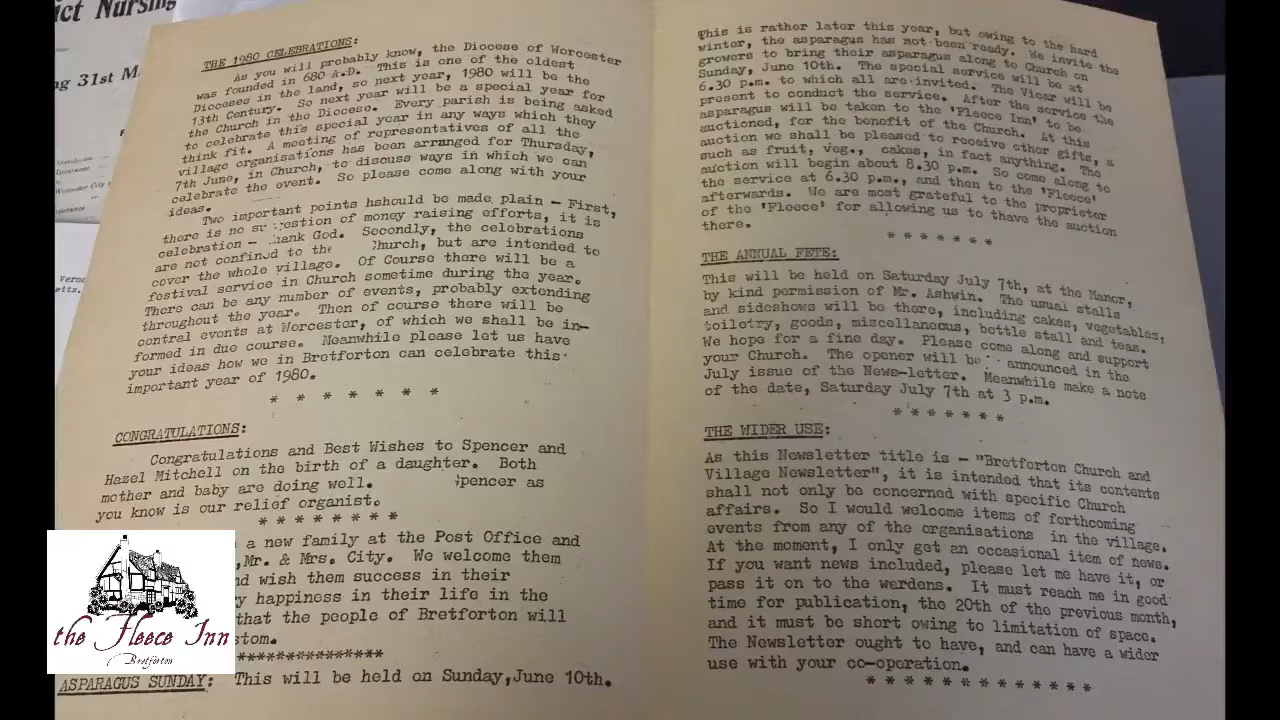 ict Nursing
ng 31st M
THE 1980 CELEBRATIONS:
As you will probably know, the Diocese of Worcester
was founded in 680 A.D. This is one of the oldest
Dioceses in the land, so next year, 1980 will be the
13th Century. So next year will be a special year for
the Church in the Diocese. Every parish is being asked
to celebrate this special year in any ways which they
think fit. A meeting of representatives of all the
village organisations has been arranged for Thursday,
7th June, in Church, to discuss ways in which we can
celebrate the event. So please come along with your
ideas.
Two important points hshould be made plain - First,
there is no su estion of money raising efforts, it is
celebration - hank God. Secondly, the celebrations
are not confined to the hurch, but are intended to
cover the whole village. Of Course there will be a
festival service in Church sometime during the year.
There can be any number of events, probably extending
throughout the year. Then of course there will be
central events at Worcester, of which we shall be in-
formed in due course. Meanwhile please let us have
your ideas how we in Bretforton can celebrate this
important year of 1980.
* * * * * * *
CONGRATULATIONS:
Congratulations and Best Wishes to Spencer and
Hazel Mitchell on the birth of a daughter. Both
mother and baby are doing well. pencer as
you know is our relief organist.
* * * * * * * *
a new family at the Post Office and
,Mr. & Mrs. City. We welcome them
nd wish them success in their
y happiness in their life in the
that the people of Bretforton will
stom.
**************
ASPARAGUS SUNDAY: This will be held on Sunday,June 10th.
the Fleece Inn
Bretforton
This is rather later this year, but owing to the hard
winter, the asparagus has not been ready. We invite the
growers to bring their asparagus along to Church on
Sunday, June 10th. The special service will be at
6.30 p.m. to which all are invited. The Vicar will be
present to conduct the service. After the service the
asparagus will be taken to the 'Fleece Inn' to be
auctioned, for the benefit of the Church. At this
auction we shall be pleased to receive other gifts, a
such as fruit, veg., cakes, in fact anything. The
auction will begin about 8.30 p.m. So come along to
the service at 6.30 p.m., and then to the 'Fleece'
afterwards. We are most grateful to the proprietor
of the 'Fleece' for allowing us to thave the auction
there.
* * * * * * *
THE ANNUAL FETE:
This will be held on Saturday July 7th, at the Manor,
by kind permission of Mr. Ashwin. The usual stalls
and sideshows will be there, including cakes, vegetables,
toiletry, goods, miscellaneous, bottle stall and teas.
We hope for a fine day. Please come along and support
your Church. The opener will be announced in the
July issue of the News-letter. Meanwhile make a note
of the date, Saturday July 7th at 3 p.m.
* * * * * * *
THE WIDER USE:
As this Newsletter title is - "Bretforton Church and
Village Newsletter", it is intended that its contents
shall not only be concerned with specific Church
affairs. So I would welcome items of forthcoming
events from any of the organisations in the village.
At the moment, I only get an occasional item of news.
If you want news included, please let me have it, or
pass it on to the wardens. It must reach me in good
time for publication, the 20th of the previous month,
and it must be short owing to limitation of space.
The Newsletter ought to have, and can have a wider
use with your co-operation.
* * * * * * * * * * * * *